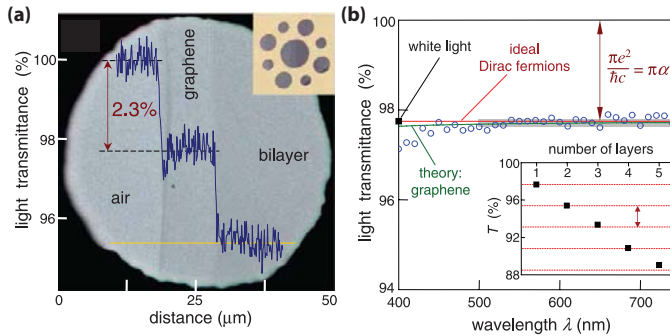 (a)
light transmittance (%)
100
98
96
2.3%
graphene
air
bilayer
0
25
50
distance (μm)
(b)
light transmittance (%)
100
98
96
94
white light
ideal
Dirac fermions
πe²/ħc = πα
theory:
graphene
number of layers
1 2 3 4 5
T (%)
96
92
88
400 500 600 700
wavelength λ (nm)